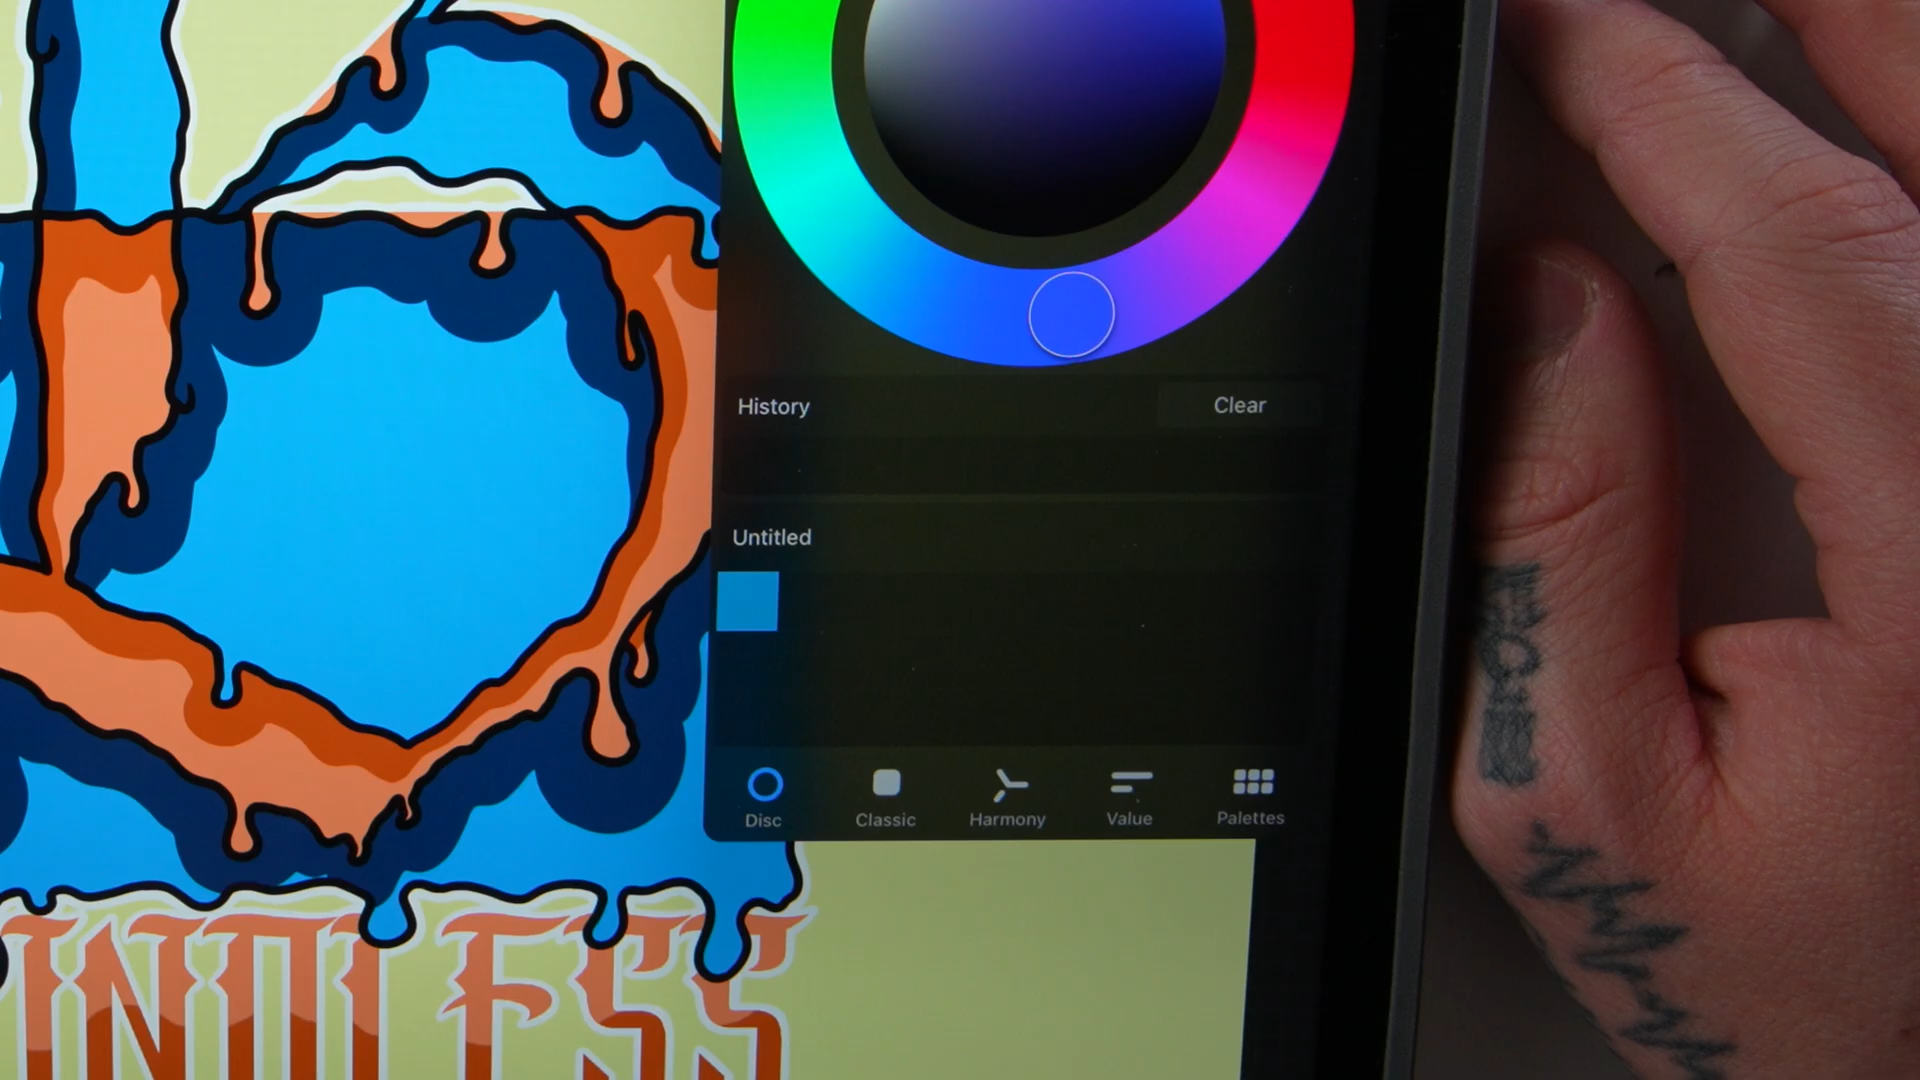 History
Clear
Untitled
Disc
Classic
Harmony
Value
Palettes